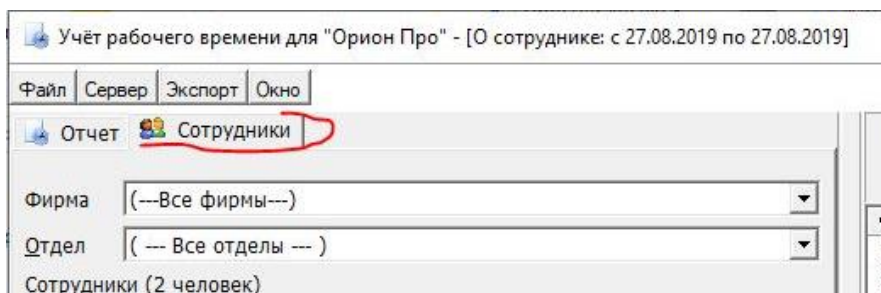 Учёт рабочего времени для "Орион Про" - [О сотруднике: с 27.08.2019 по 27.08.2019]
Файл Сервер Экспорт Окно
Отчет Сотрудники
Фирма (---Все фирмы---)
Отдел ( --- Все отделы --- )
Сотрудники (2 человек)